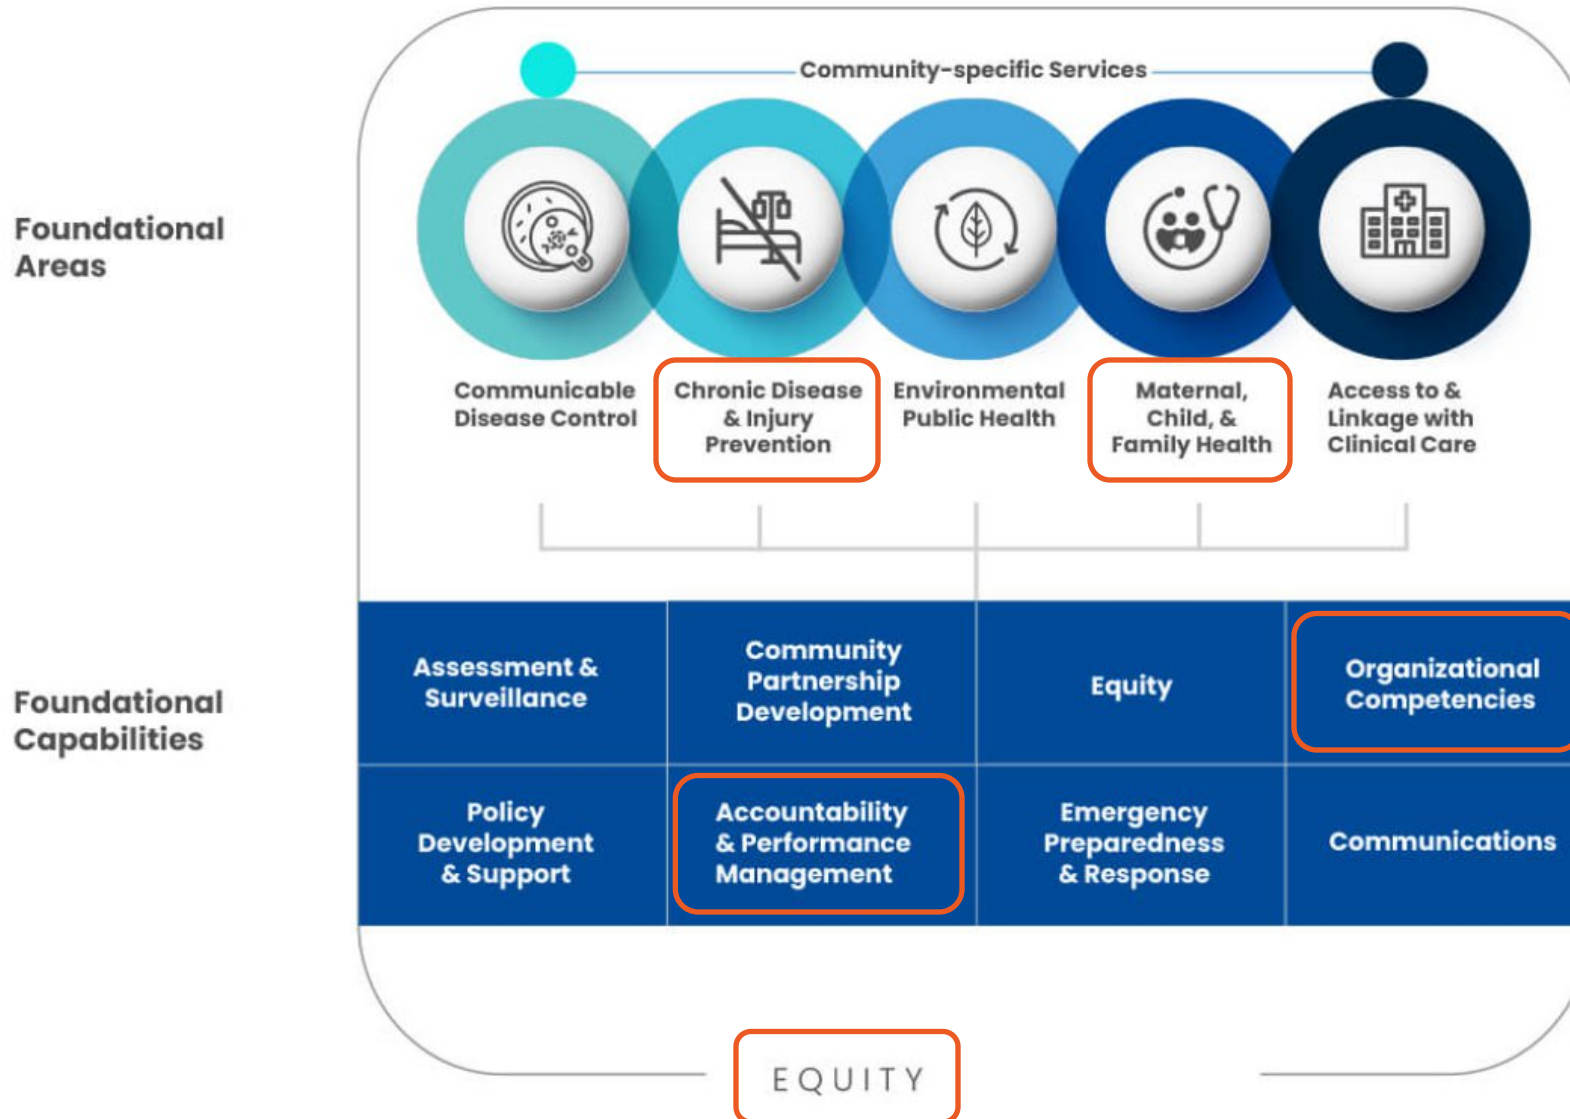 Community-specific Services
Foundational
Areas
Communicable
Disease Control
Chronic Disease
& Injury
Prevention
Environmental
Public Health
Maternal,
Child, &
Family Health
Access to &
Linkage with
Clinical Care
Foundational
Capabilities
Assessment &
Surveillance
Community
Partnership
Development
Equity
Organizational
Competencies
Policy
Development
& Support
Accountability
& Performance
Management
Emergency
Preparedness
& Response
Communications
EQUITY